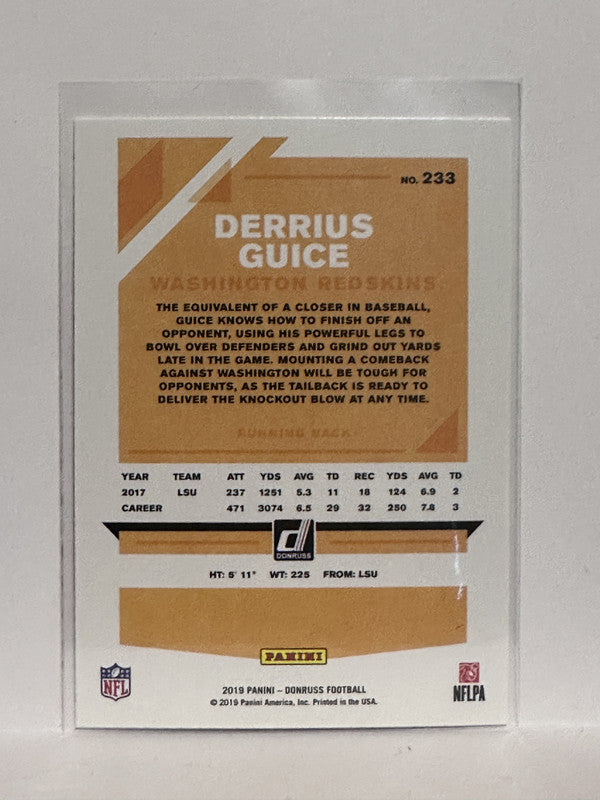 NO. 233
DERRIUS
GUICE
WASHINGTON REDSKINS
THE EQUIVALENT OF A CLOSER IN BASEBALL,
GUICE KNOWS HOW TO FINISH OFF AN
OPPONENT, USING HIS POWERFUL LEGS TO
BOWL OVER DEFENDERS AND GRIND OUT YARDS
LATE IN THE GAME. MOUNTING A COMEBACK
AGAINST WASHINGTON WILL BE TOUGH FOR
OPPONENTS, AS THE TAILBACK IS READY TO
DELIVER THE KNOCKOUT BLOW AT ANY TIME.
RUNNING BACK
YEAR TEAM ATT YDS AVG TD REC YDS AVG TD
2017 LSU 237 1251 5.3 11 18 124 6.9 2
CAREER 471 3074 6.5 29 32 250 7.8 3
d
DONRUSS
HT: 5' 11" WT: 225 FROM: LSU
PANINI
NFL
2019 PANINI – DONRUSS FOOTBALL
© 2019 Panini America, Inc. Printed in the USA.
NFLPA